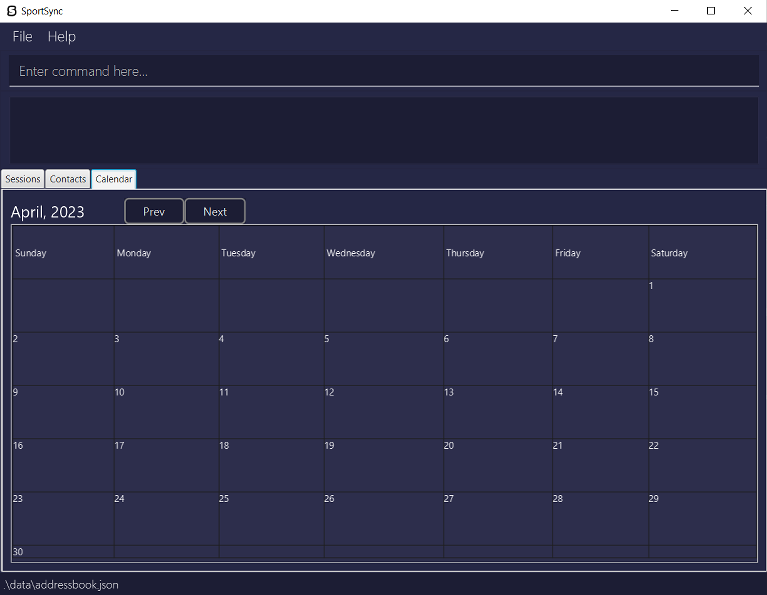 SportSync
File Help
Enter command here...
Sessions Contacts Calendar
April, 2023 Prev Next
Sunday Monday Tuesday Wednesday Thursday Friday Saturday
1
2 3 4 5 6 7 8
9 10 11 12 13 14 15
16 17 18 19 20 21 22
23 24 25 26 27 28 29
30
.\data\addressbook.json